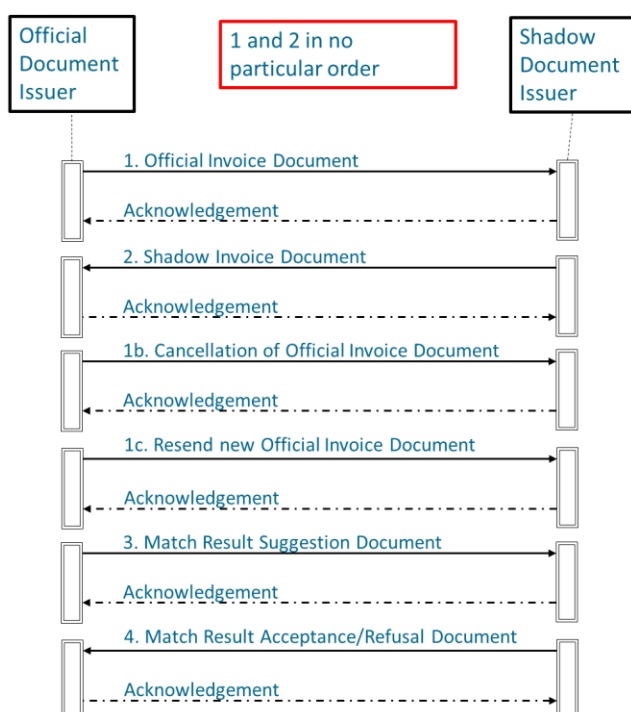 Official
Document
Issuer
1 and 2 in no
particular order
Shadow
Document
Issuer
1. Official Invoice Document
Acknowledgement
2. Shadow Invoice Document
Acknowledgement
1b. Cancellation of Official Invoice Document
Acknowledgement
1c. Resend new Official Invoice Document
Acknowledgement
3. Match Result Suggestion Document
Acknowledgement
4. Match Result Acceptance/Refusal Document
Acknowledgement